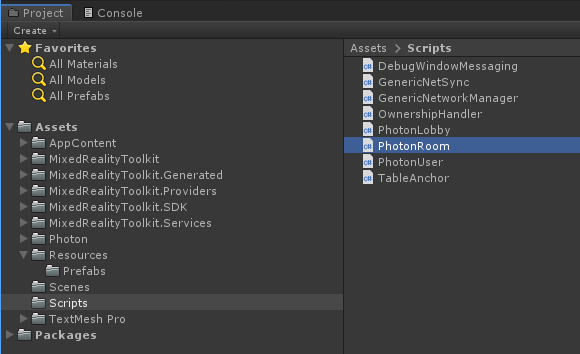 Project Console
Create
Favorites
All Materials
All Models
All Prefabs
Assets
AppContent
MixedRealityToolkit
MixedRealityToolkit.Generated
MixedRealityToolkit.Providers
MixedRealityToolkit.SDK
MixedRealityToolkit.Services
Photon
Resources
Prefabs
Scenes
Scripts
TextMesh Pro
Packages
Assets > Scripts
DebugWindowMessaging
GenericNetSync
GenericNetworkManager
OwnershipHandler
PhotonLobby
PhotonRoom
PhotonUser
TableAnchor